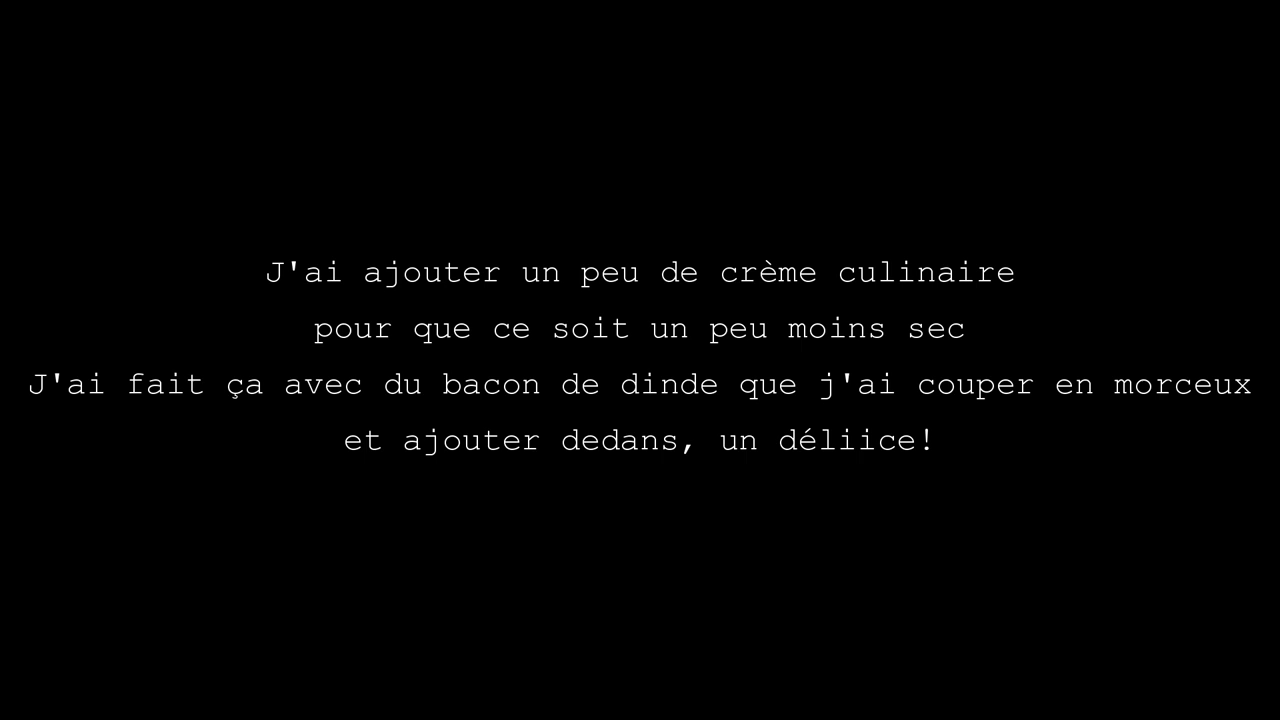 J'ai ajouter un peu de crème culinaire
pour que ce soit un peu moins sec
J'ai fait ça avec du bacon de dinde que j'ai couper en morceux
et ajouter dedans, un déliice!